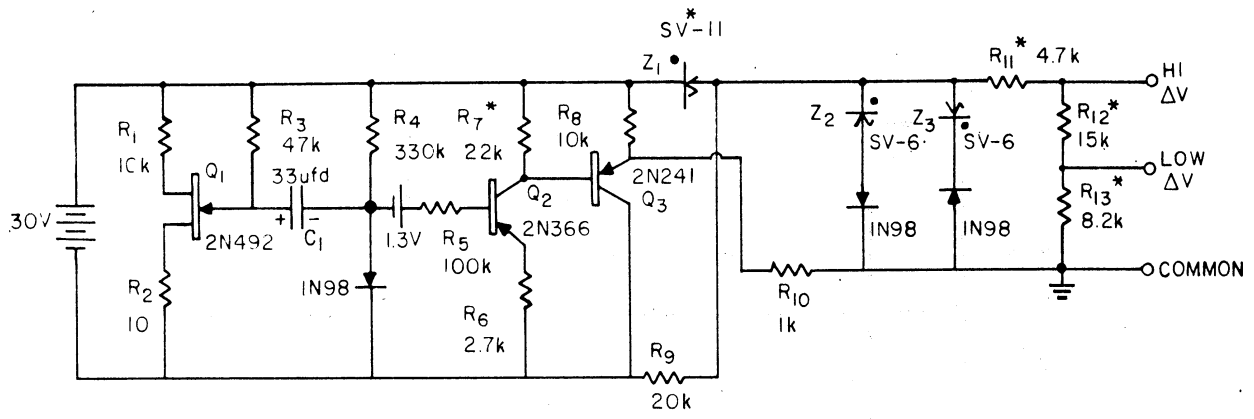 SV*-11
Z1
R11* 4.7k
HI
ΔV
R1
10k
R3
47k
R4
330k
R7*
22k
R8
10k
Z2
SV-6
Z3
SV-6
R12*
15k
LOW
ΔV
Q1
33ufd
+ -
C1
2N492
1.3V
R5
100k
Q2
2N366
2N241
Q3
R13*
8.2k
30V
1N98
1N98
COMMON
R2
10
1N98
R6
2.7k
R10
1k
R9
20k